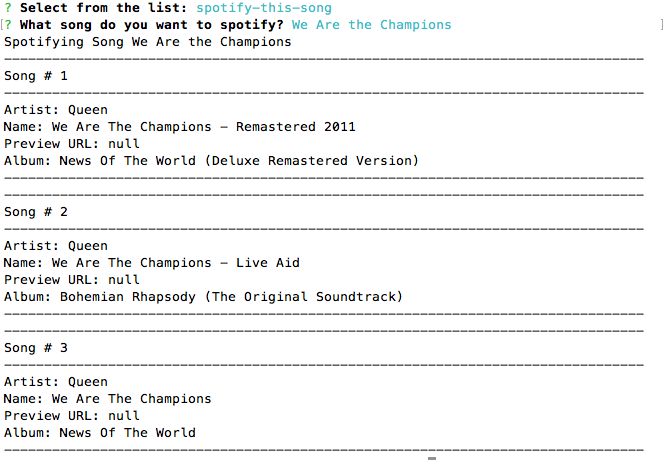 ? Select from the list: spotify-this-song
[? What song do you want to spotify? We Are the Champions ]
Spotifying Song We Are the Champions
--------------------------------------------------------------------------------
Song # 1
--------------------------------------------------------------------------------
Artist: Queen
Name: We Are The Champions - Remastered 2011
Preview URL: null
Album: News Of The World (Deluxe Remastered Version)
--------------------------------------------------------------------------------
--------------------------------------------------------------------------------
Song # 2
--------------------------------------------------------------------------------
Artist: Queen
Name: We Are The Champions - Live Aid
Preview URL: null
Album: Bohemian Rhapsody (The Original Soundtrack)
--------------------------------------------------------------------------------
--------------------------------------------------------------------------------
Song # 3
--------------------------------------------------------------------------------
Artist: Queen
Name: We Are The Champions
Preview URL: null
Album: News Of The World
--------------------------------------------------------------------------------